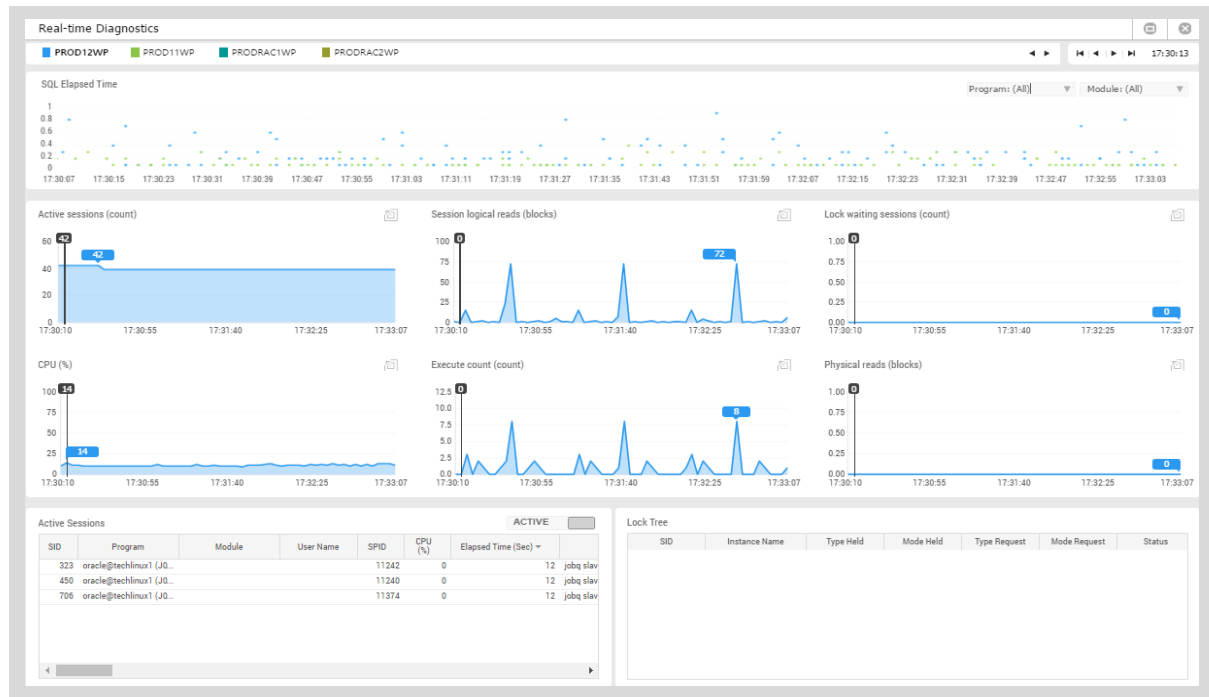 Real-time Diagnostics
PROD12WP PROD11WP PRODRAC1WP PRODRAC2WP 17:30:13
SQL Elapsed Time
Program: (All) Module: (All)
1
0.8
0.6
0.4
0.2
0
17:30:07 17:30:15 17:30:23 17:30:31 17:30:39 17:30:47 17:30:55 17:31:03 17:31:11 17:31:19 17:31:27 17:31:35 17:31:43 17:31:51 17:31:59 17:32:07 17:32:15 17:32:23 17:32:31 17:32:39 17:32:47 17:32:55 17:33:03
Active sessions (count)
60
40
20
0
42
42
17:30:10 17:30:55 17:31:40 17:32:25 17:33:07
Session logical reads (blocks)
100
75
50
25
0
0
72
17:30:10 17:30:55 17:31:40 17:32:25 17:33:07
Lock waiting sessions (count)
1.00
0.75
0.50
0.25
0.00
0
0
17:30:10 17:30:55 17:31:40 17:32:25 17:33:07
CPU (%)
100
75
50
25
0
14
14
17:30:10 17:30:55 17:31:40 17:32:25 17:33:07
Execute count (count)
12.5
10.0
7.5
5.0
2.5
0.0
0
8
17:30:10 17:30:55 17:31:40 17:32:25 17:33:07
Physical reads (blocks)
1.00
0.75
0.50
0.25
0.00
0
0
17:30:10 17:30:55 17:31:40 17:32:25 17:33:07
Active Sessions ACTIVE
SID Program Module User Name SPID CPU (%) Elapsed Time (Sec)
323 oracle@techlinux1 (J0... 11242 0 12 jobq slav
450 oracle@techlinux1 (J0... 11240 0 12 jobq slav
706 oracle@techlinux1 (J0... 11374 0 12 jobq slav
Lock Tree
SID Instance Name Type Held Mode Held Type Request Mode Request Status